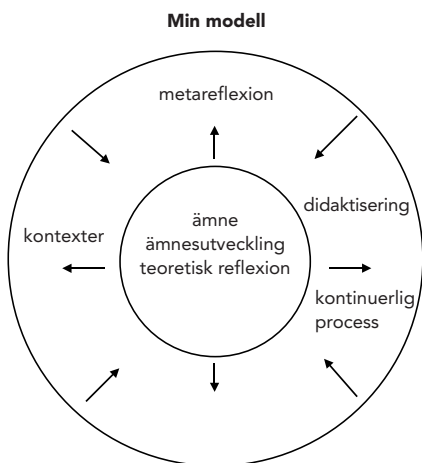 Min modell
metareflexion
didaktisering
kontexter
ämne
ämnesutveckling
teoretisk reflexion
kontinuerlig
process